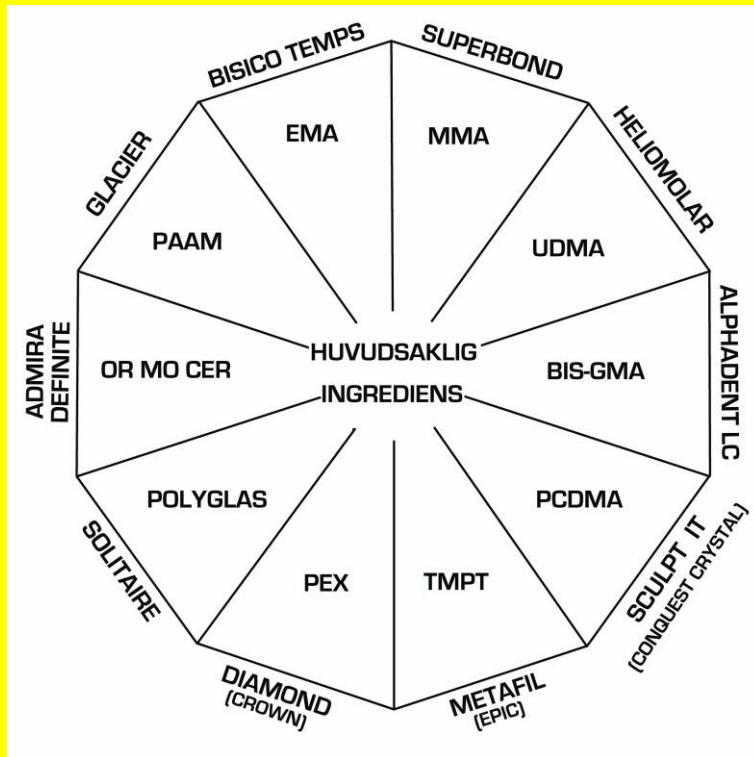 BISICO TEMPS
SUPERBOND
GLACIER
EMA
MMA
HELIOMOLAR
PAAM
UDMA
ADMIRA
DEFINITE
OR MO CER
HUVUDSAKLIG
INGREDIENS
BIS-GMA
ALPHADENT LC
POLYGLAS
PCDMA
SOLITAIRE
PEX
TMPT
SCULPT IT
(CONQUEST CRYSTAL)
DIAMOND
(CROWN)
METAFIL
(EPIC)